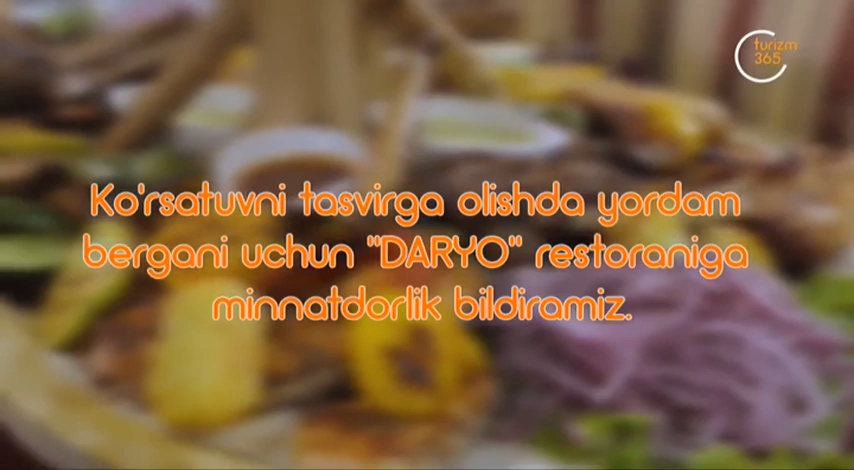 turizm
365
Ko'rsatuvni tasvirga olishda yordam
bergani uchun "DARYO" restoraniga
minnatdorlik bildiramiz.